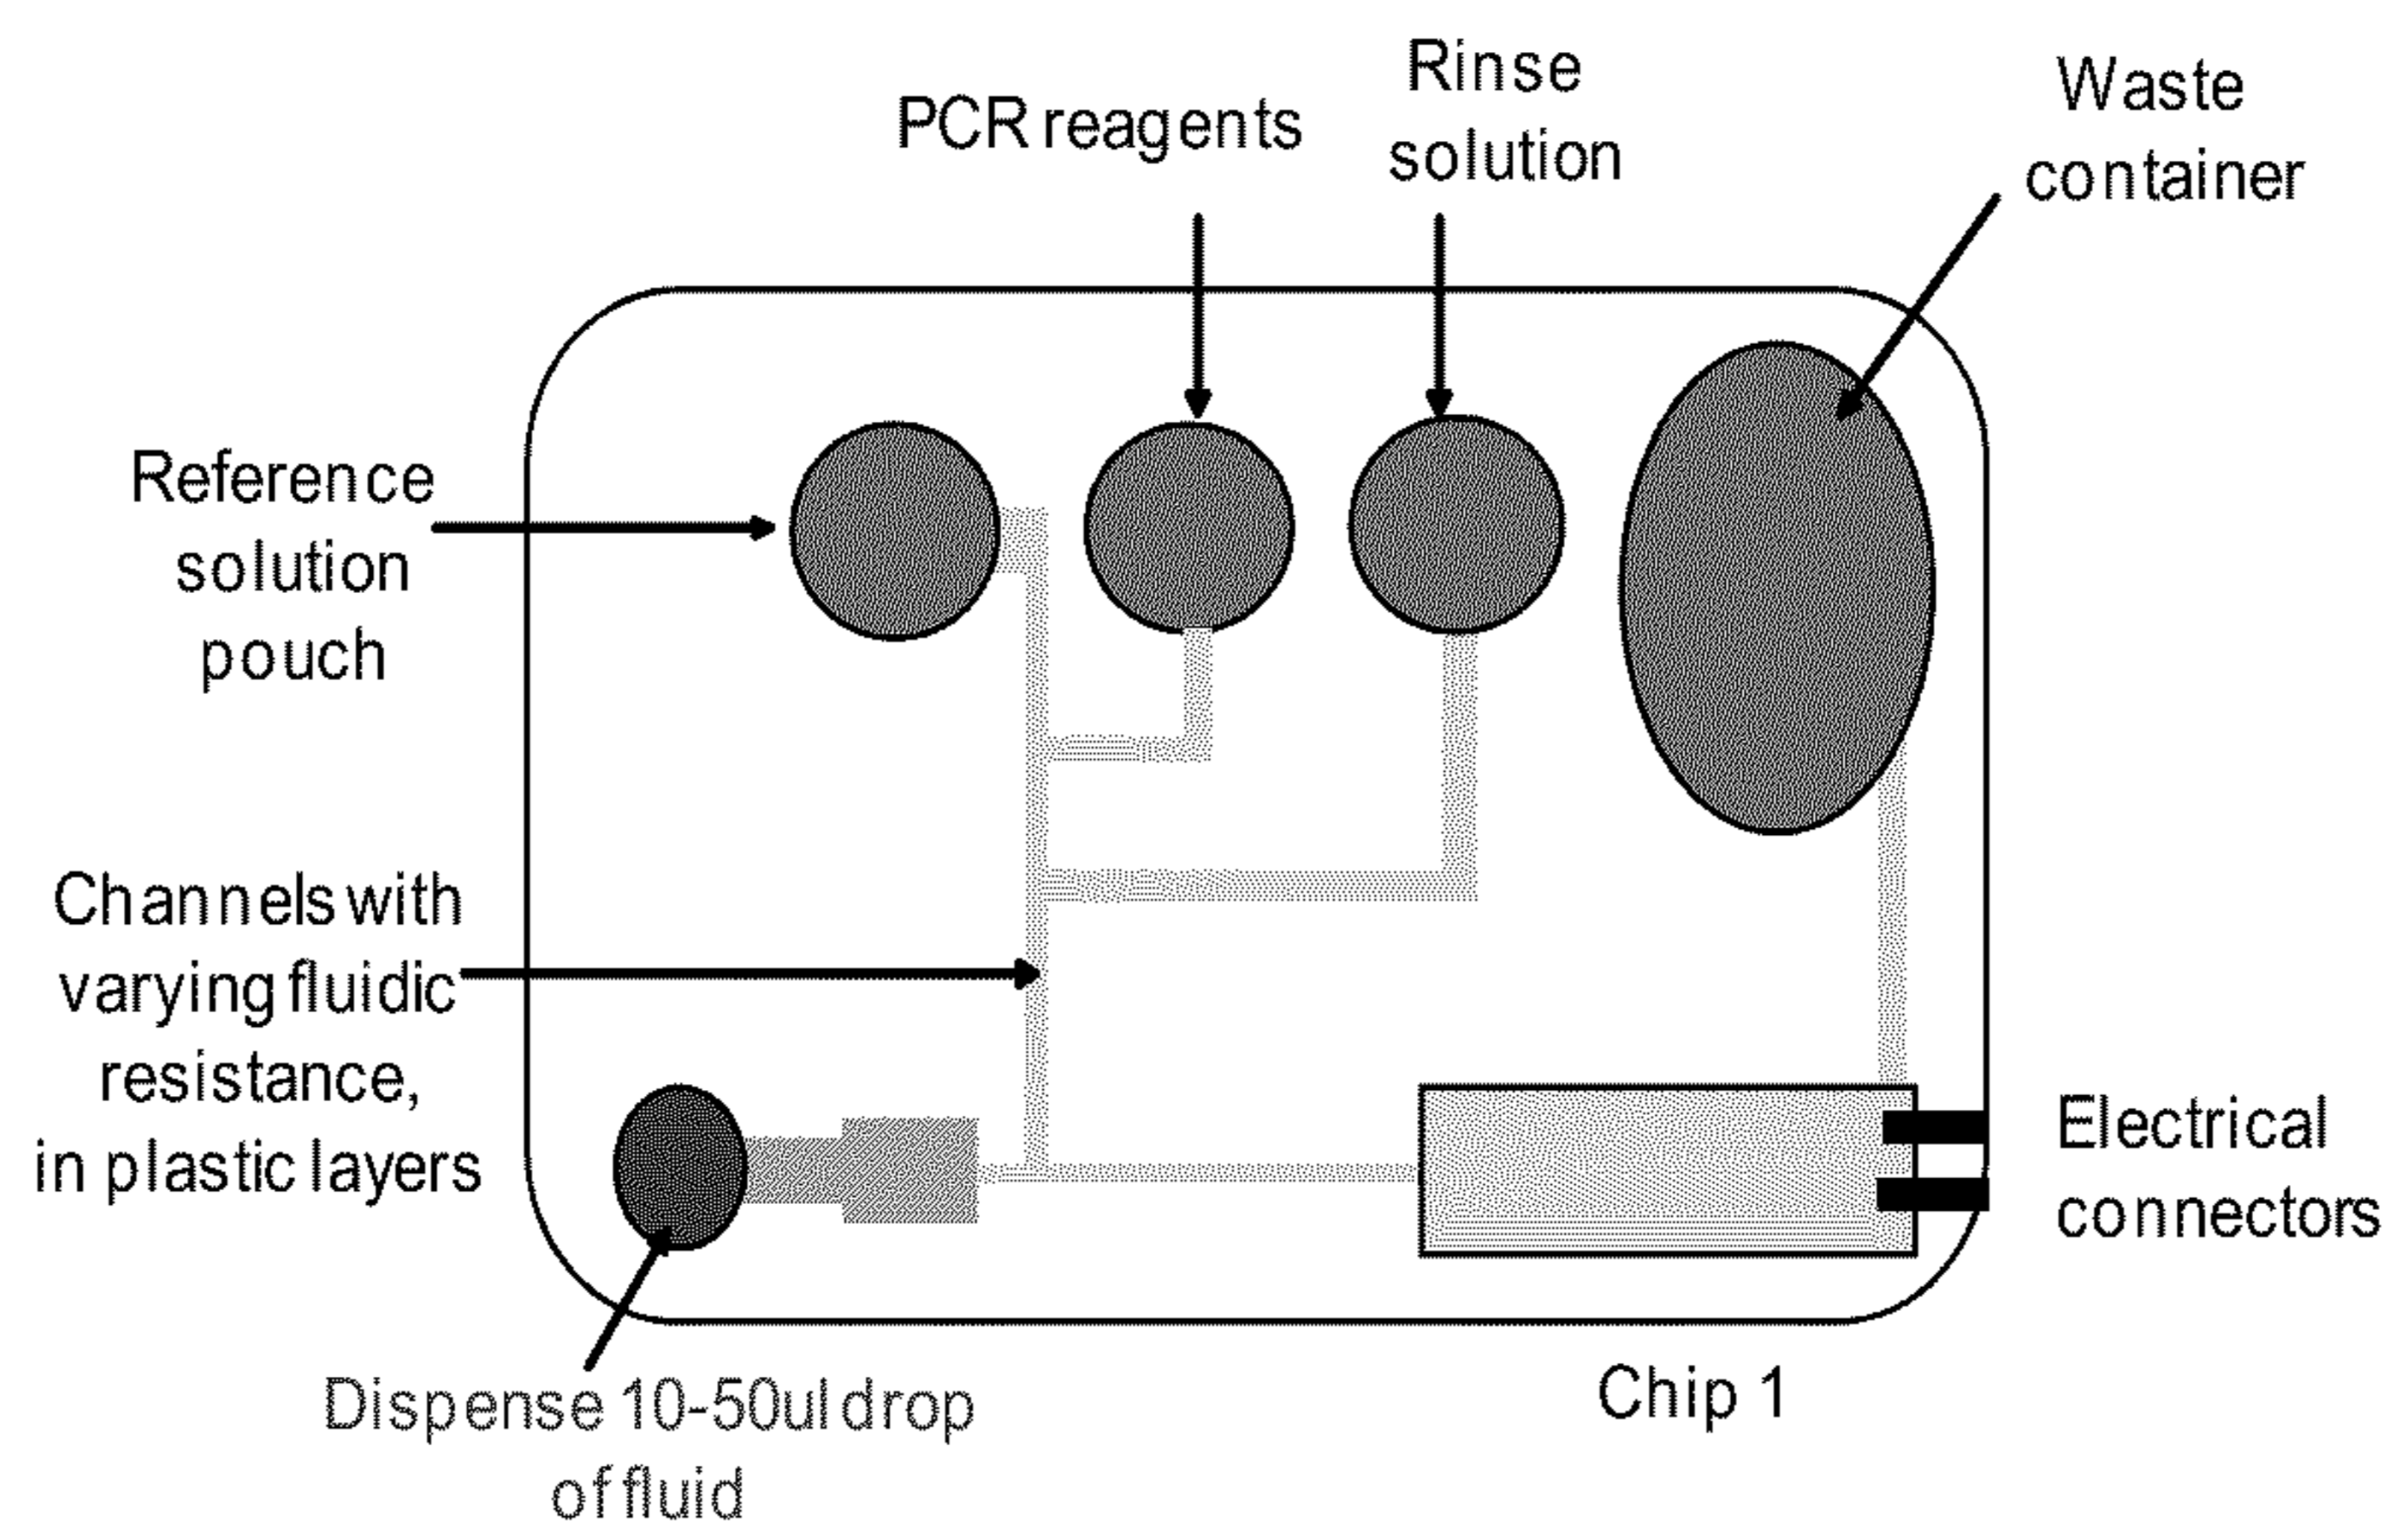 PCR reagents
Rinse
solution
Waste
container
Reference
solution
pouch
Channels with
varying fluidic
resistance,
in plastic layers
Electrical
connectors
Dispense 10-50ul drop
of fluid
Chip 1